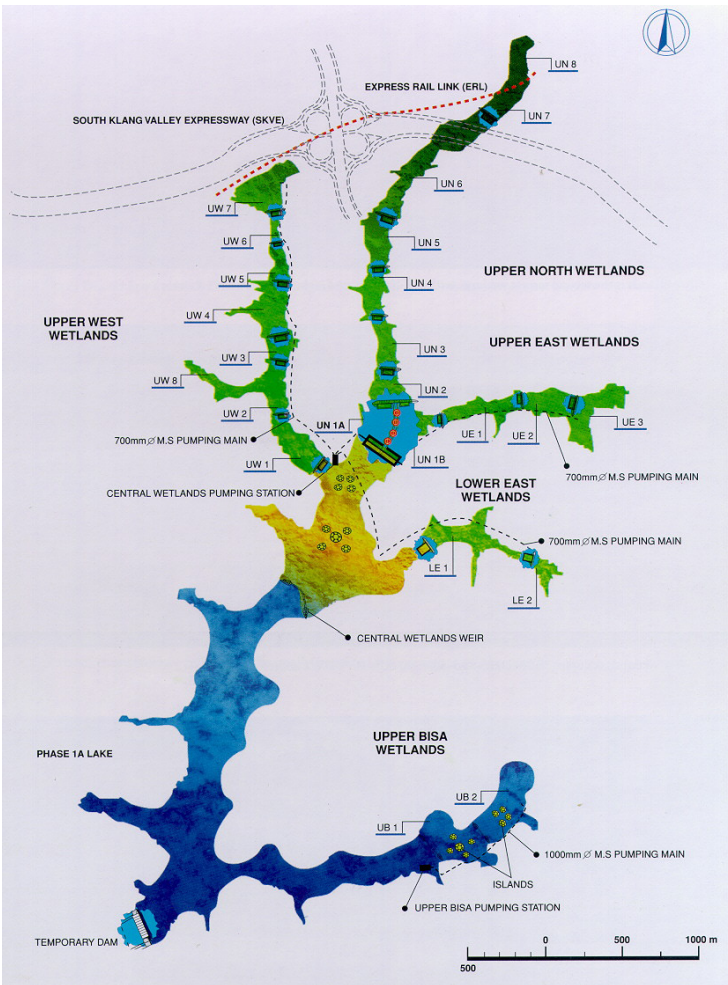 UN 8
EXPRESS RAIL LINK (ERL)
SOUTH KLANG VALLEY EXPRESSWAY (SKVE)
UN 7
UN 6
UW 7
UW 6
UN 5
UW 5
UN 4
UPPER NORTH WETLANDS
UW 4
UPPER WEST
WETLANDS
UPPER EAST WETLANDS
UW 3
UN 3
UW 8
UN 2
UW 2
UN 1A
UE 1
UE 2
UE 3
700mm∅ M.S PUMPING MAIN
UW 1
UN 1B
700mm∅ M.S PUMPING MAIN
CENTRAL WETLANDS PUMPING STATION
LOWER EAST
WETLANDS
700mm∅ M.S PUMPING MAIN
LE 1
LE 2
CENTRAL WETLANDS WEIR
UPPER BISA
WETLANDS
PHASE 1A LAKE
UB 2
UB 1
1000mm ∅ M.S PUMPING MAIN
ISLANDS
UPPER BISA PUMPING STATION
TEMPORARY DAM
0 500 1000 m
500